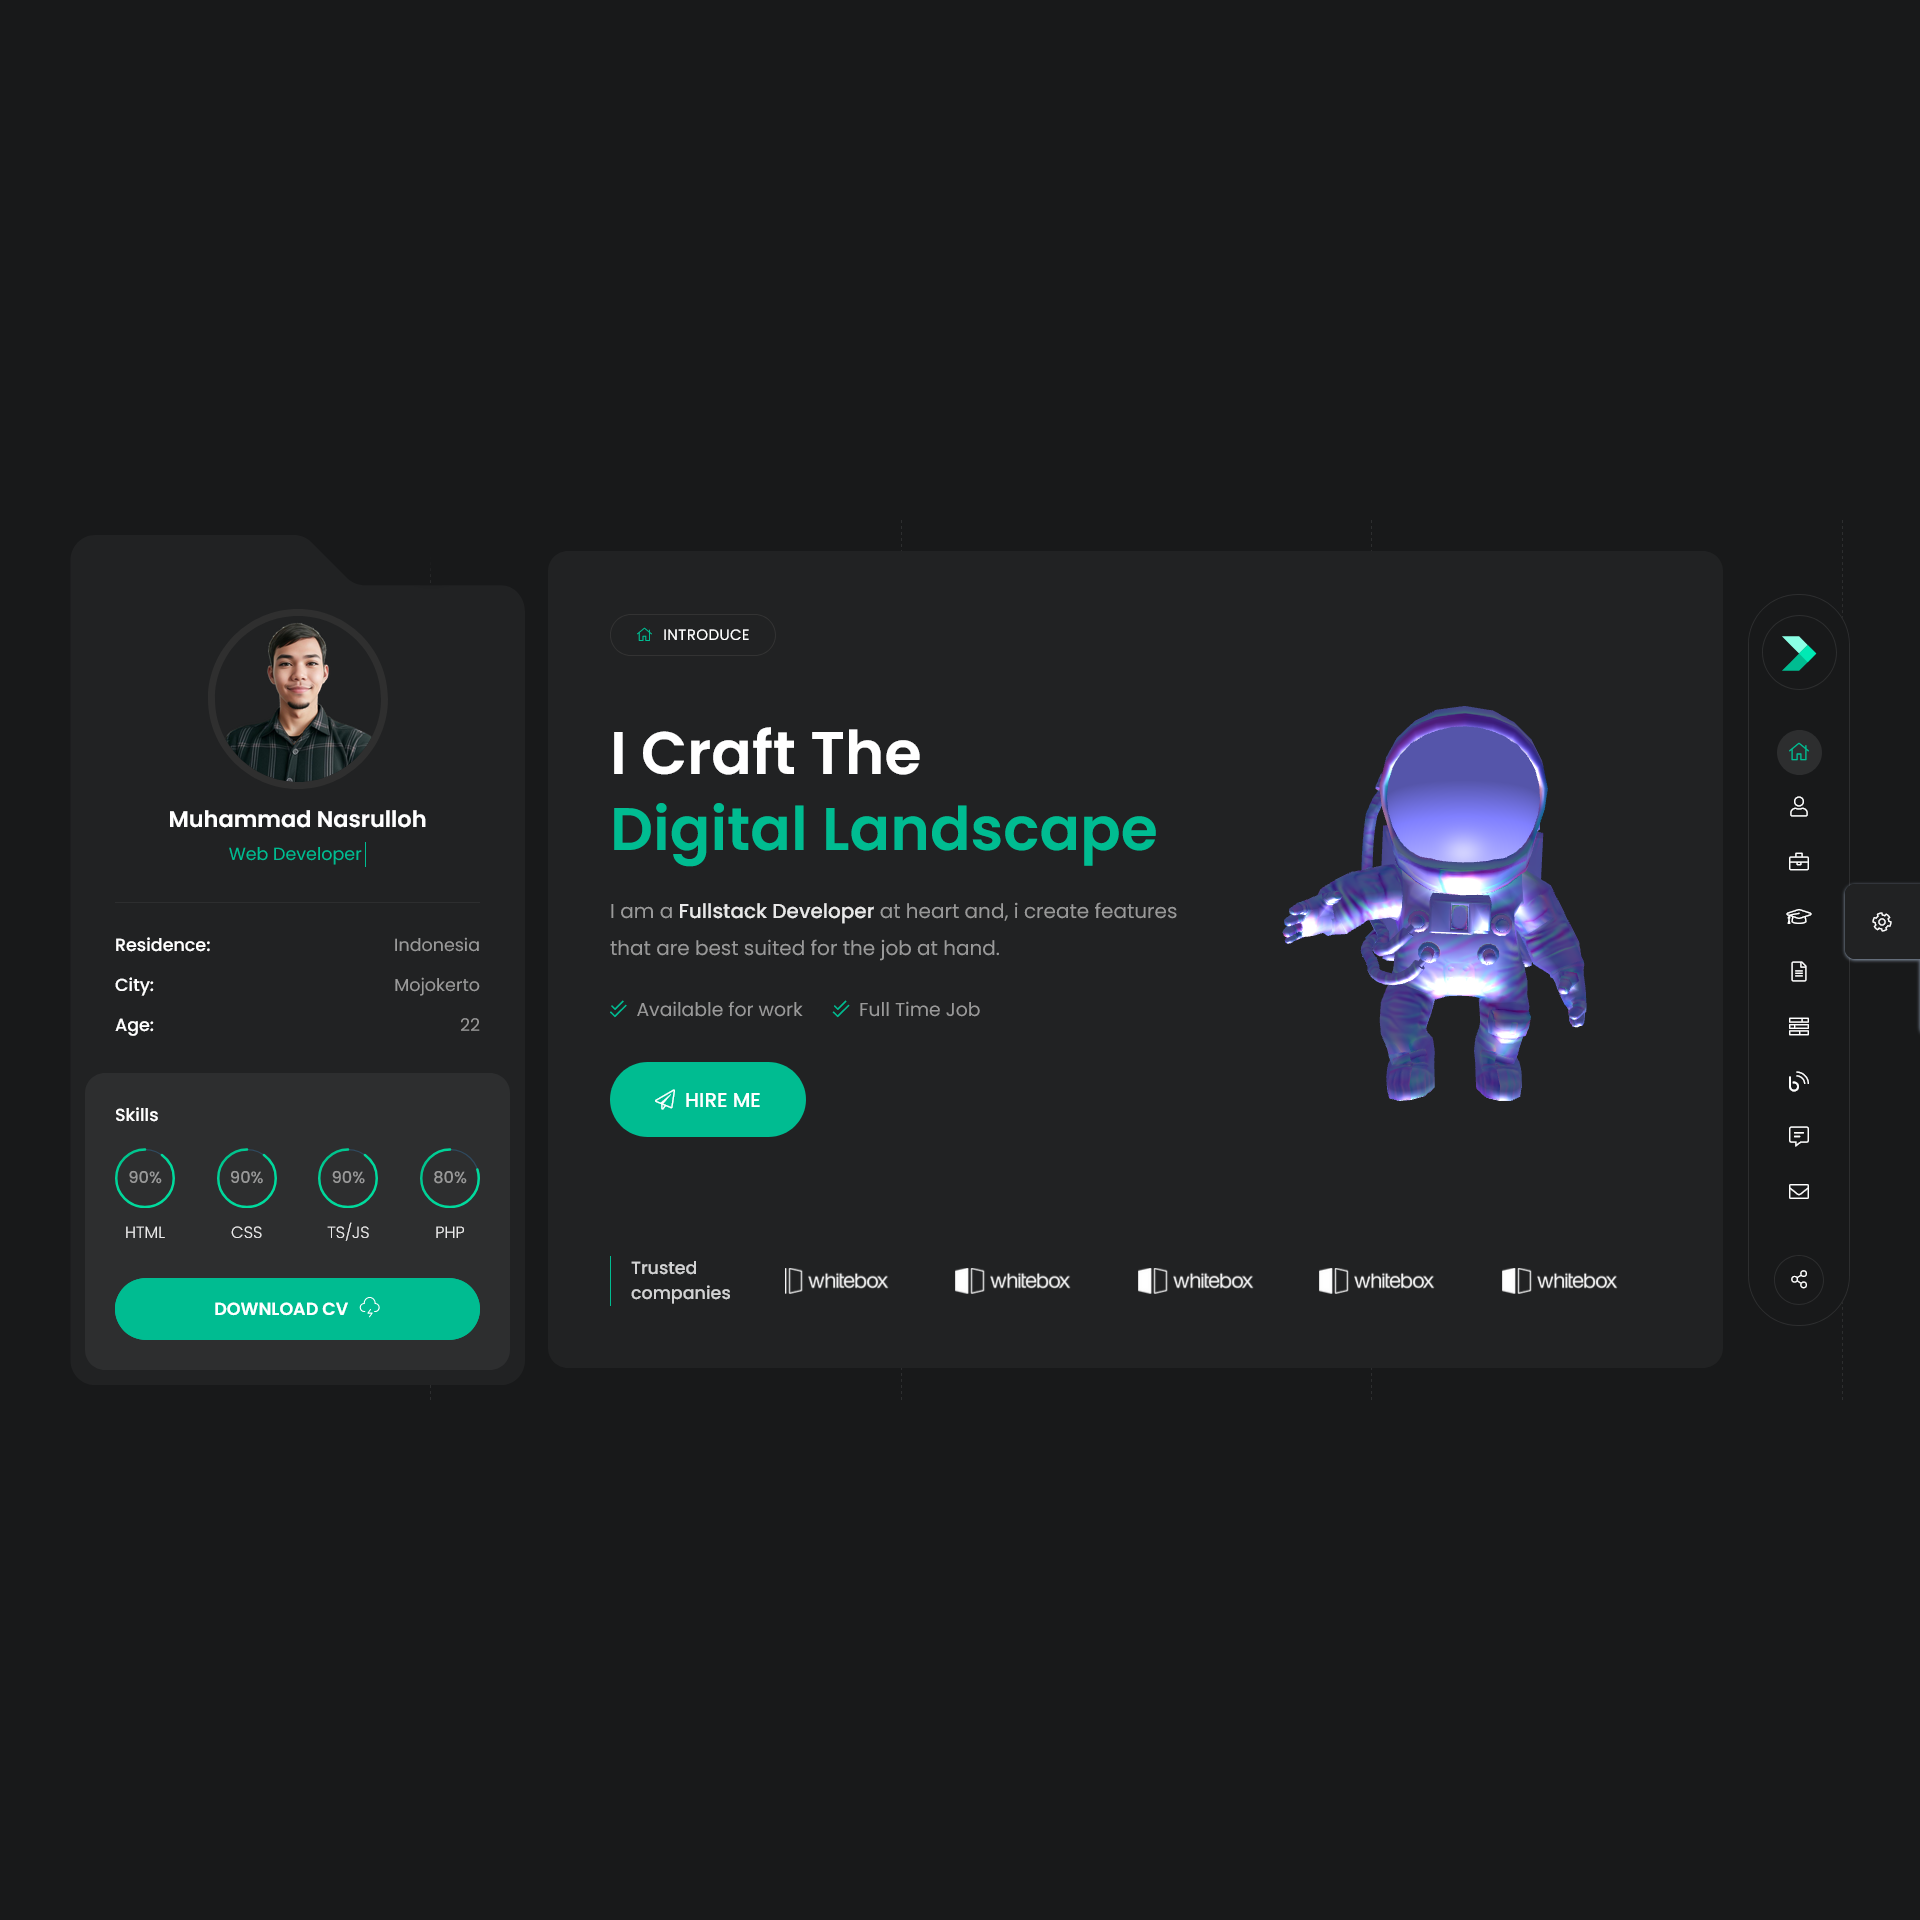 Muhammad Nasrulloh
Web Developer
Residence: Indonesia
City: Mojokerto
Age: 22
Skills
90% 90% 90% 80%
HTML CSS TS/JS PHP
DOWNLOAD CV
INTRODUCE
I Craft The
Digital Landscape
I am a Fullstack Developer at heart and, i create features
that are best suited for the job at hand.
Available for work Full Time Job
HIRE ME
Trusted
companies
whitebox whitebox whitebox whitebox whitebox